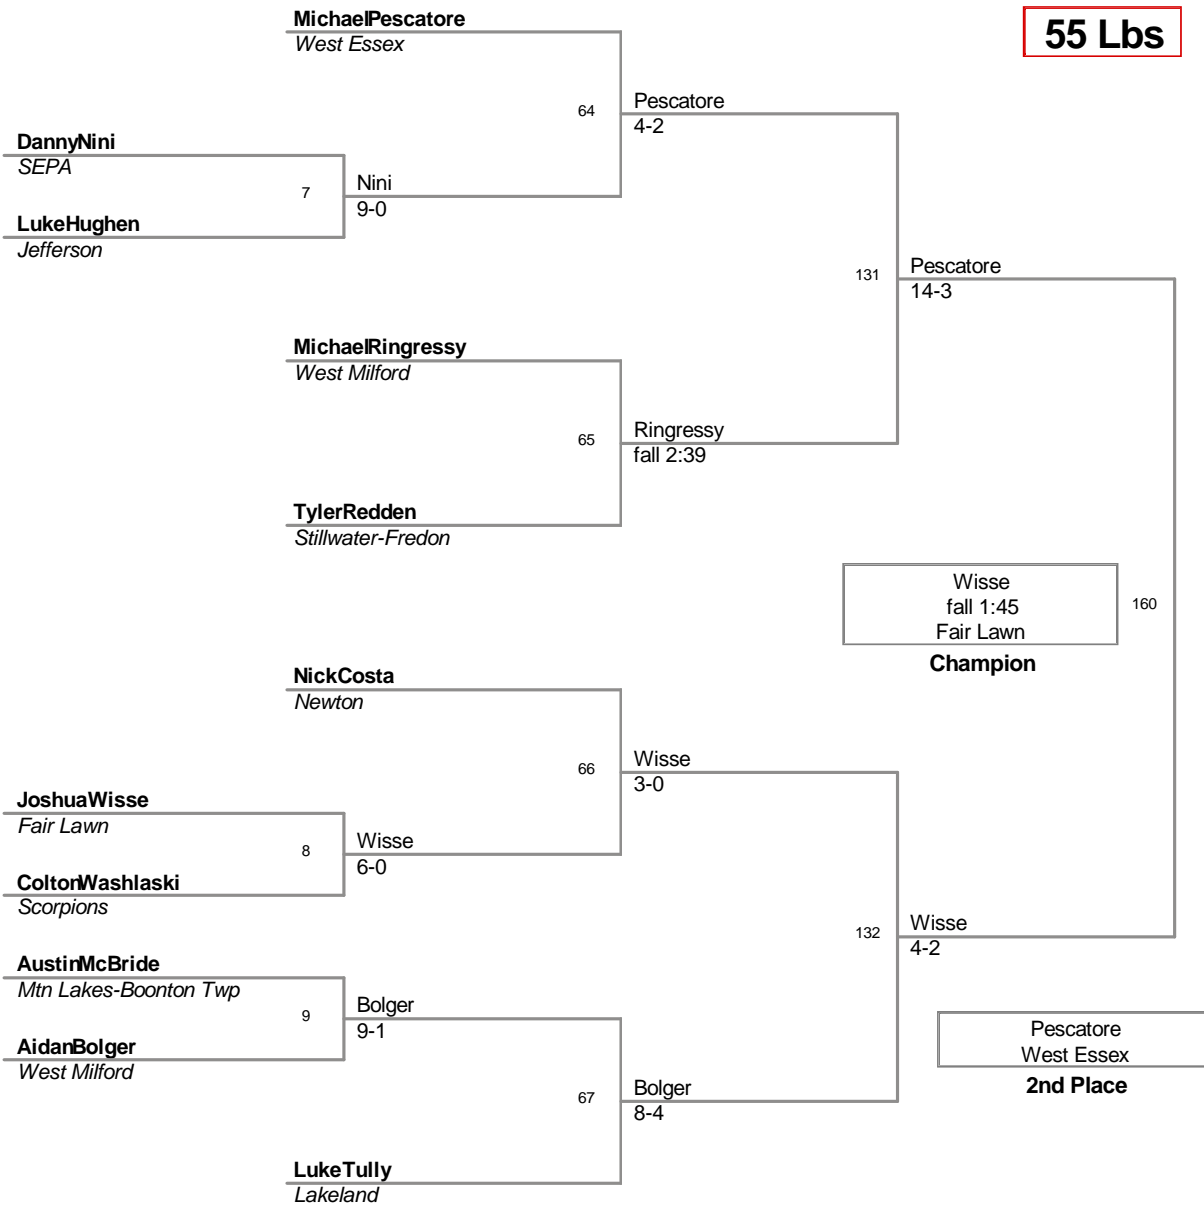 MichaelPescatore
West Essex
55 Lbs
64
Pescatore
4-2
DannyNini
SEPA
7
Nini
9-0
LukeHughen
Jefferson
131
Pescatore
14-3
MichaelRingressy
West Milford
65
Ringressy
fall 2:39
TylerRedden
Stillwater-Fredon
Wisse
fall 1:45
Fair Lawn
160
Champion
NickCosta
Newton
66
Wisse
3-0
JoshuaWisse
Fair Lawn
8
Wisse
6-0
ColtonWashlaski
Scorpions
132
Wisse
4-2
AustinMcBride
Mtn Lakes-Boonton Twp
9
Bolger
9-1
AidanBolger
West Milford
Pescatore
West Essex
2nd Place
67
Bolger
8-4
LukeTully
Lakeland